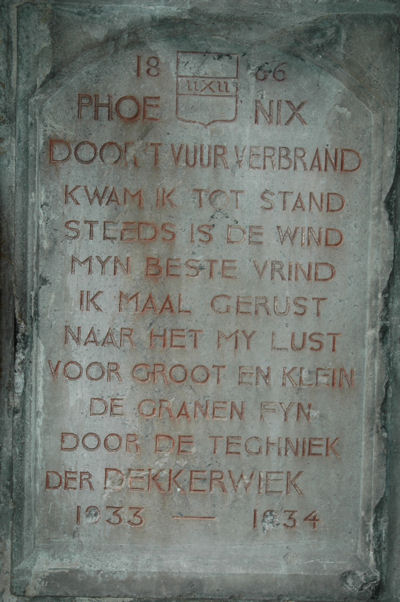 18 66
PHOE NIX
DOOR 'T VUUR VERBRAND
KWAM IK TOT STAND
STEEDS IS DE WIND
MYN BESTE VRIND
IK MAAL GERUST
NAAR HET MY LUST
VOOR GROOT EN KLEIN
DE GRANEN FYN
DOOR DE TECHNIEK
DER DEKKERWIEK
1933 — 1934